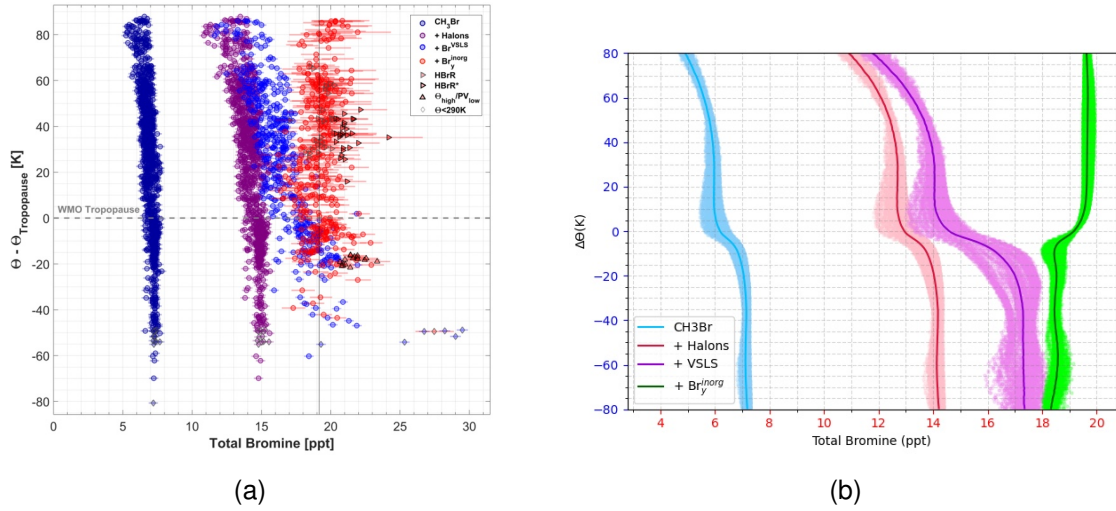 Θ - Θ_Tropopause [K]
80
60
40
20
0
-20
-40
-60
-80
WMO Tropopause
CH₃Br
+ Halons
+ Br^VSLS
+ Br_y^inorg
HBrR
HBrR*
Θ_high/PV_low
Θ<290K
0 5 10 15 20 25 30
Total Bromine [ppt]
(a)
ΔΘ(K)
80
60
40
20
0
−20
−40
−60
−80
CH3Br
+ Halons
+ VSLS
+ Br_y^inorg
4 6 8 10 12 14 16 18 20
Total Bromine (ppt)
(b)